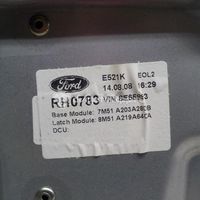 Ford E521K EOL2
14.08.08 16:29
RH0783 VIN 8E55983
Base Module: 7M51 A203A28DB
Latch Module: 8M51 A219A64CA
DCU: